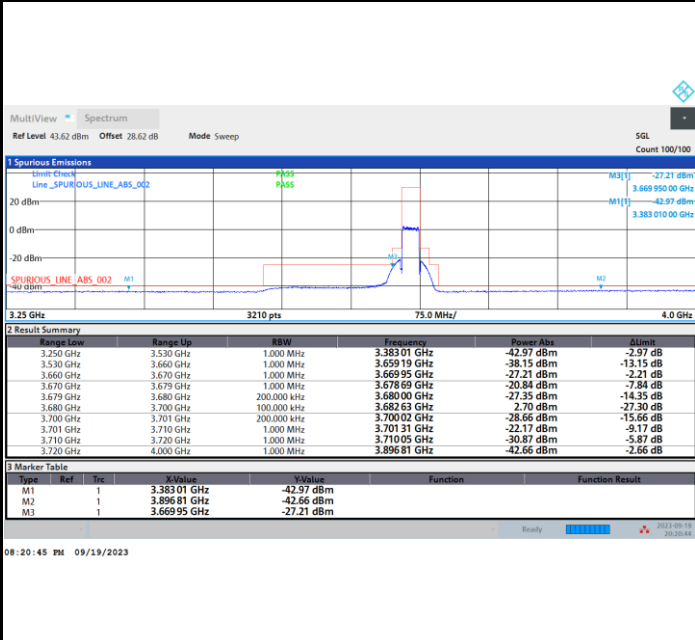 MultiView Spectrum
Ref Level 43.62 dBm Offset 28.62 dB Mode Sweep SGL
Count 100/100
1 Spurious Emissions
Limit Check PASS M3[1] -27.21 dBm
Line _SPURIOUS_LINE_ABS_002 PASS 3.669 950 00 GHz
M1[1] -42.97 dBm
20 dBm
3.383 010 00 GHz
0 dBm
-20 dBm
M3
SPURIOUS_LINE_ABS_002 M1 M2
-40 dBm
3.25 GHz 3210 pts 75.0 MHz/ 4.0 GHz
2 Result Summary
Range Low Range Up RBW Frequency Power Abs ΔLimit
3.250 GHz 3.530 GHz 1.000 MHz 3.383 01 GHz -42.97 dBm -2.97 dB
3.530 GHz 3.660 GHz 1.000 MHz 3.659 19 GHz -38.15 dBm -13.15 dB
3.660 GHz 3.670 GHz 1.000 MHz 3.669 95 GHz -27.21 dBm -2.21 dB
3.670 GHz 3.679 GHz 1.000 MHz 3.678 69 GHz -20.84 dBm -7.84 dB
3.679 GHz 3.680 GHz 200.000 kHz 3.680 00 GHz -27.35 dBm -14.35 dB
3.680 GHz 3.700 GHz 100.000 kHz 3.682 63 GHz 2.70 dBm -27.30 dB
3.700 GHz 3.701 GHz 200.000 kHz 3.700 02 GHz -28.66 dBm -15.66 dB
3.701 GHz 3.710 GHz 1.000 MHz 3.701 31 GHz -22.17 dBm -9.17 dB
3.710 GHz 3.720 GHz 1.000 MHz 3.710 05 GHz -30.87 dBm -5.87 dB
3.720 GHz 4.000 GHz 1.000 MHz 3.896 81 GHz -42.66 dBm -2.66 dB
3 Marker Table
Type Ref Trc X-Value Y-Value Function Function Result
M1 1 3.383 01 GHz -42.97 dBm
M2 1 3.896 81 GHz -42.66 dBm
M3 1 3.669 95 GHz -27.21 dBm
Ready 2023-09-19
20:20:44
08:20:45 PM 09/19/2023